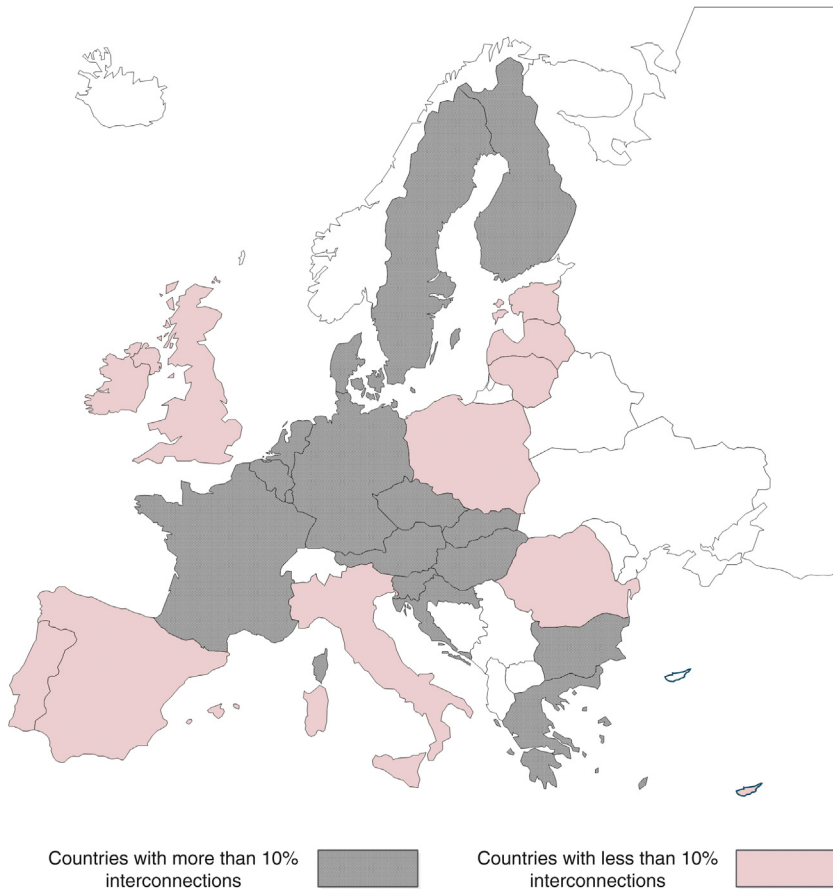 Countries with more than 10%
interconnections
Countries with less than 10%
interconnections